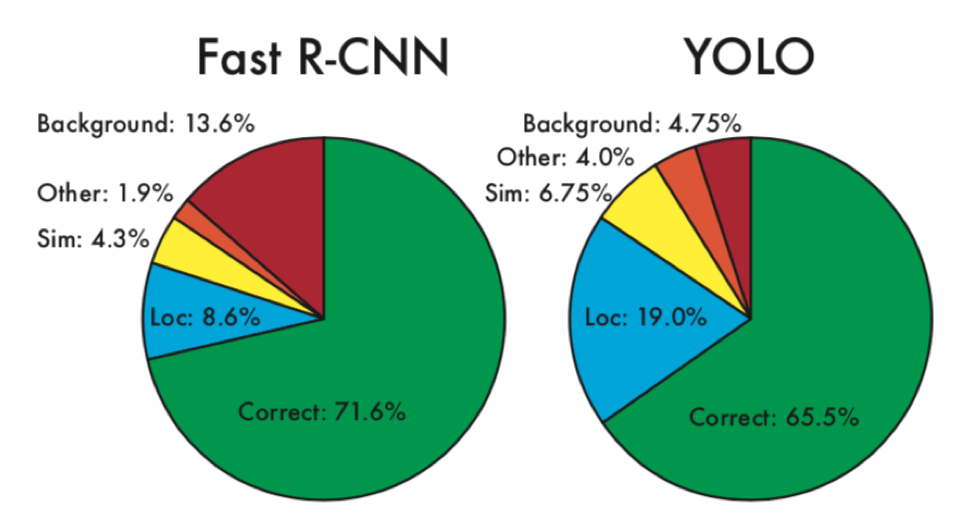 Fast R-CNN
Background: 13.6%
Other: 1.9%
Sim: 4.3%
Loc: 8.6%
Correct: 71.6%
YOLO
Background: 4.75%
Other: 4.0%
Sim: 6.75%
Loc: 19.0%
Correct: 65.5%